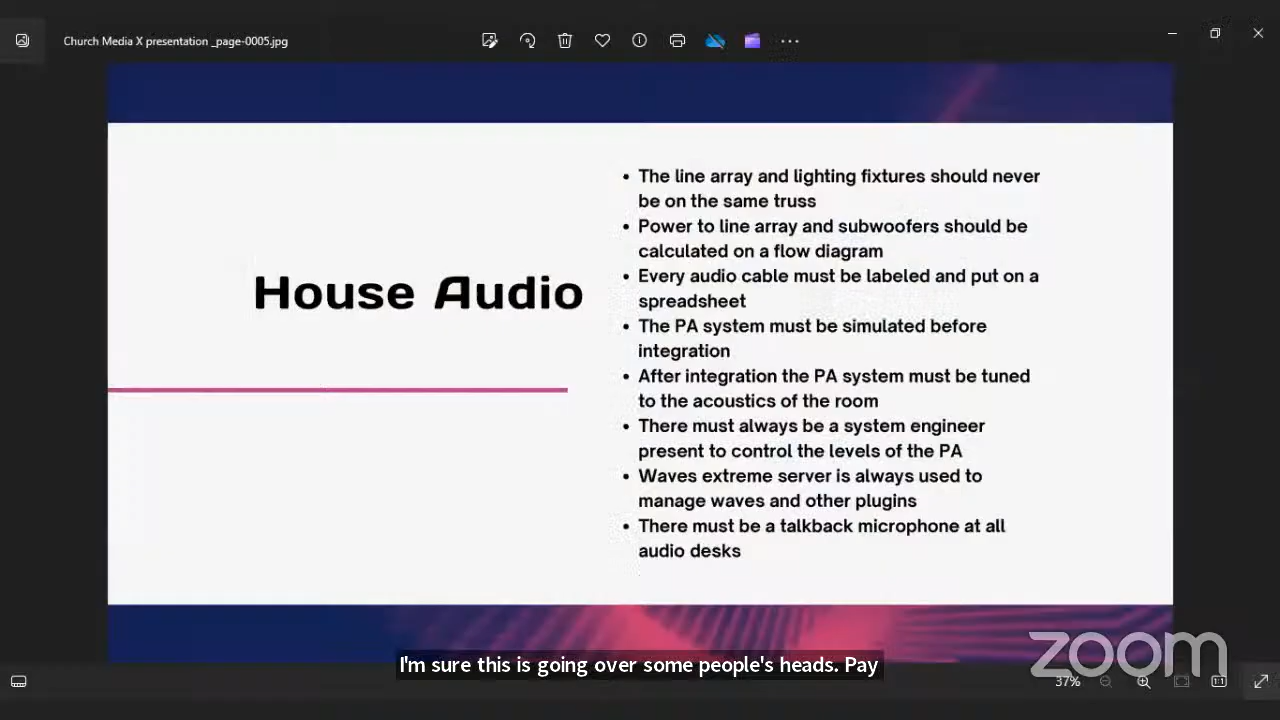 Church Media X presentation _page-0005.jpg
House Audio
• The line array and lighting fixtures should never
be on the same truss
• Power to line array and subwoofers should be
calculated on a flow diagram
• Every audio cable must be labeled and put on a
spreadsheet
• The PA system must be simulated before
integration
• After integration the PA system must be tuned
to the acoustics of the room
• There must always be a system engineer
present to control the levels of the PA
• Waves extreme server is always used to
manage waves and other plugins
• There must be a talkback microphone at all
audio desks
zoom
I'm sure this is going over some people's heads. Pay
37%
1:1